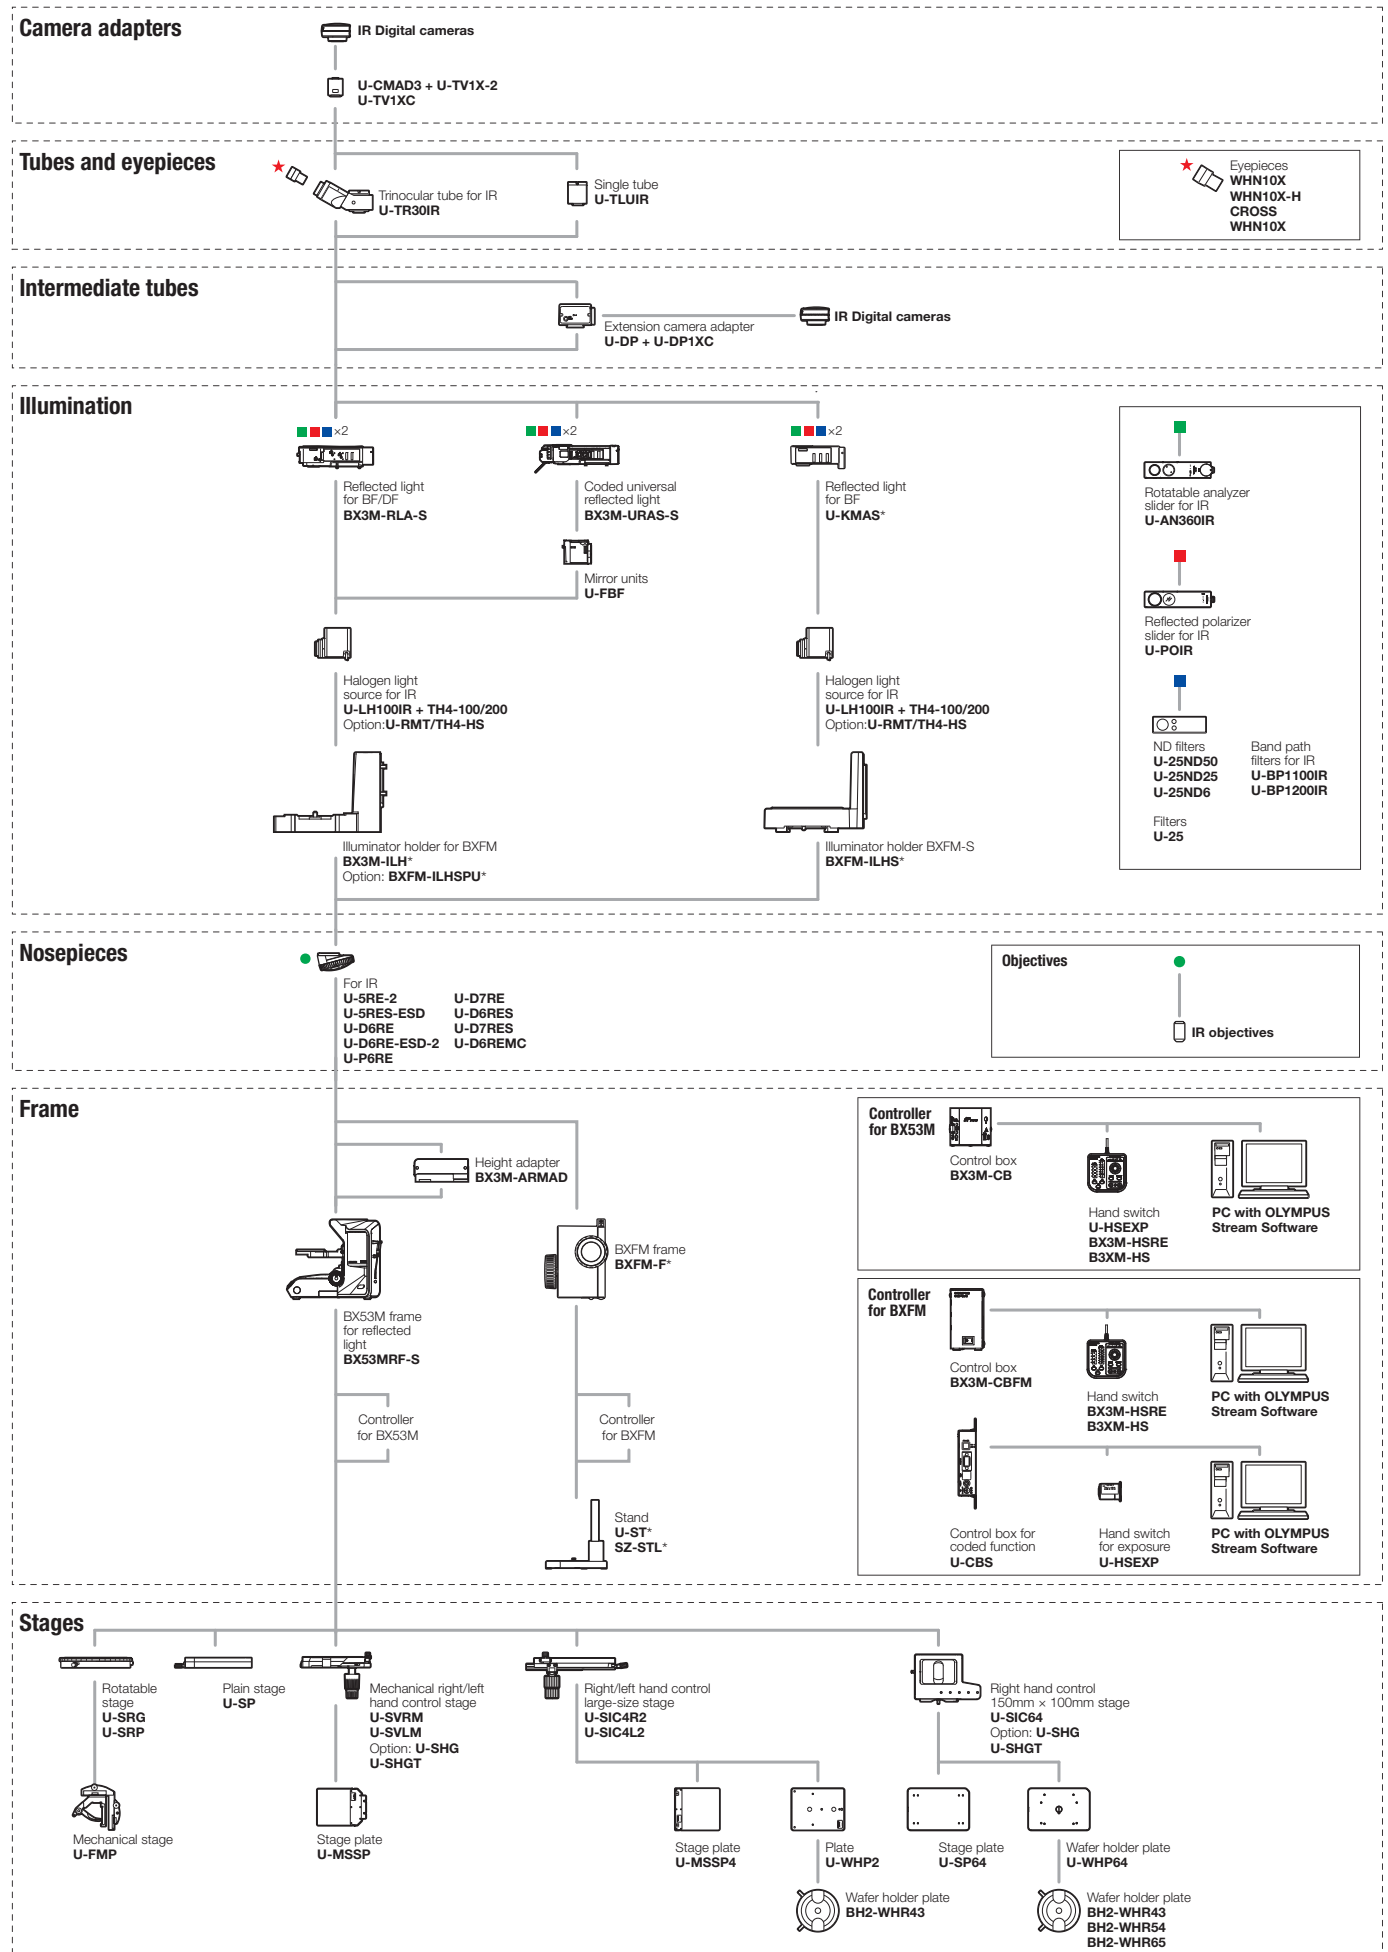 Camera adapters
IR Digital cameras
U-CMAD3 + U-TV1X-2
U-TV1XC
Tubes and eyepieces
Trinocular tube for IR
U-TR30IR
Single tube
U-TLUIR
Eyepieces
WHN10X
WHN10X-H
CROSS
WHN10X
Intermediate tubes
Extension camera adapter
U-DP + U-DP1XC
IR Digital cameras
Illumination
×2
×2
×2
Reflected light
for BF/DF
BX3M-RLA-S
Coded universal
reflected light
BX3M-URAS-S
Reflected light
for BF
U-KMAS*
Mirror units
U-FBF
Halogen light
source for IR
U-LH100IR + TH4-100/200
Option:U-RMT/TH4-HS
Halogen light
source for IR
U-LH100IR + TH4-100/200
Option:U-RMT/TH4-HS
Illuminator holder for BXFM
BX3M-ILH*
Option: BXFM-ILHSPU*
Illuminator holder BXFM-S
BXFM-ILHS*
Rotatable analyzer
slider for IR
U-AN360IR
Reflected polarizer
slider for IR
U-POIR
ND filters
U-25ND50
U-25ND25
U-25ND6
Band path
filters for IR
U-BP1100IR
U-BP1200IR
Filters
U-25
Nosepieces
For IR
U-5RE-2
U-5RES-ESD
U-D6RE
U-D6RE-ESD-2
U-P6RE
U-D7RE
U-D6RES
U-D7RES
U-D6REMC
Objectives
IR objectives
Frame
Height adapter
BX3M-ARMAD
BX53M frame
for reflected
light
BX53MRF-S
BXFM frame
BXFM-F*
Controller
for BX53M
Controller
for BXFM
Stand
U-ST*
SZ-STL*
Controller
for BX53M
Control box
BX3M-CB
Hand switch
U-HSEXP
BX3M-HSRE
B3XM-HS
PC with OLYMPUS
Stream Software
Controller
for BXFM
Control box
BX3M-CBFM
Hand switch
BX3M-HSRE
B3XM-HS
PC with OLYMPUS
Stream Software
Control box for
coded function
U-CBS
Hand switch
for exposure
U-HSEXP
PC with OLYMPUS
Stream Software
Stages
Rotatable
stage
U-SRG
U-SRP
Plain stage
U-SP
Mechanical right/left
hand control stage
U-SVRM
U-SVLM
Option: U-SHG
U-SHGT
Right/left hand control
large-size stage
U-SIC4R2
U-SIC4L2
Right hand control
150mm × 100mm stage
U-SIC64
Option: U-SHG
U-SHGT
Mechanical stage
U-FMP
Stage plate
U-MSSP
Stage plate
U-MSSP4
Plate
U-WHP2
Stage plate
U-SP64
Wafer holder plate
U-WHP64
Wafer holder plate
BH2-WHR43
Wafer holder plate
BH2-WHR43
BH2-WHR54
BH2-WHR65